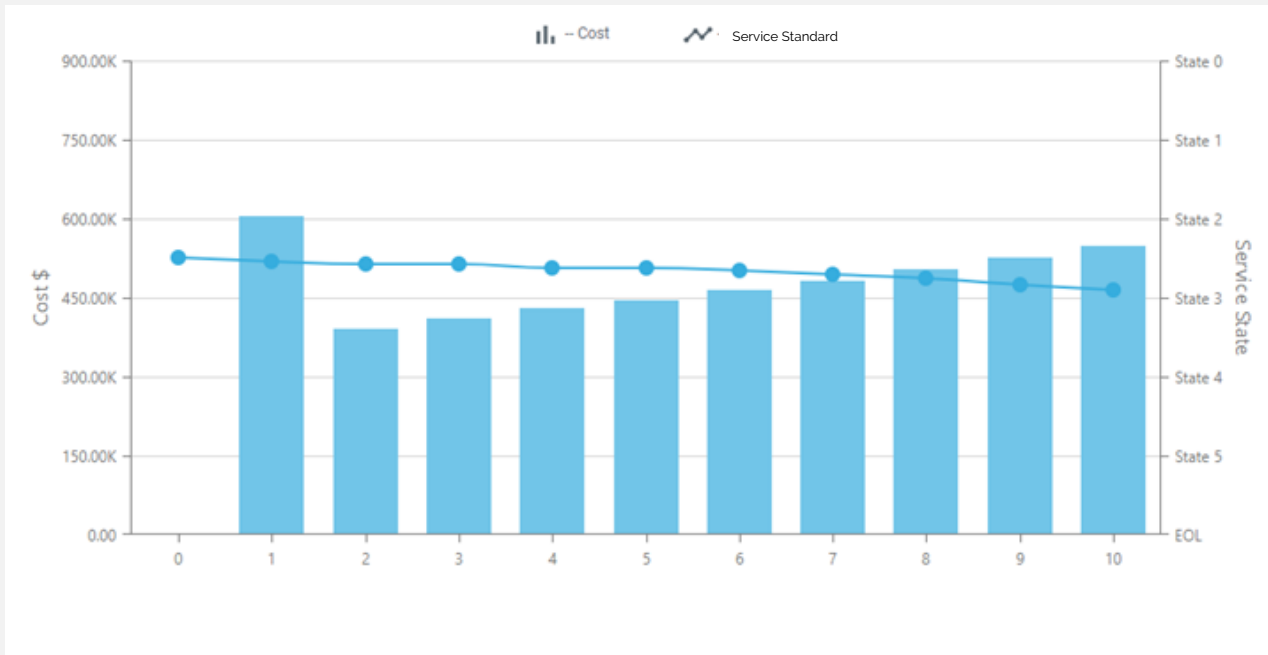 -- Cost
Service Standard
900.00K
State 0
750.00K
State 1
600.00K
State 2
450.00K
State 3
300.00K
State 4
150.00K
State 5
0.00
EOL
Cost $
Service State
0 1 2 3 4 5 6 7 8 9 10